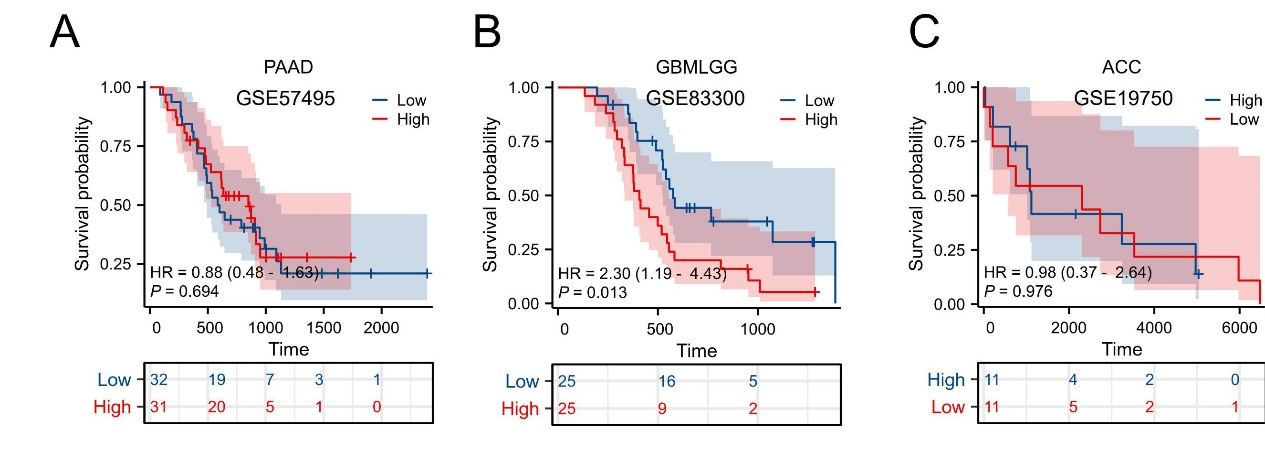 A
PAAD
GSE57495
Low
High
Survival probability
1.00
0.75
0.50
0.25
HR = 0.88 (0.48 - 1.63)
P = 0.694
0 500 1000 1500 2000
Time
Low 32 19 7 3 1
High 31 20 5 1 0
B
GBMLGG
GSE83300
Low
High
Survival probability
1.00
0.75
0.50
0.25
0.00
HR = 2.30 (1.19 - 4.43)
P = 0.013
0 500 1000
Time
Low 25 16 5
High 25 9 2
C
ACC
GSE19750
High
Low
Survival probability
1.00
0.75
0.50
0.25
0.00
HR = 0.98 (0.37 - 2.64)
P = 0.976
0 2000 4000 6000
Time
High 11 4 2 0
Low 11 5 2 1